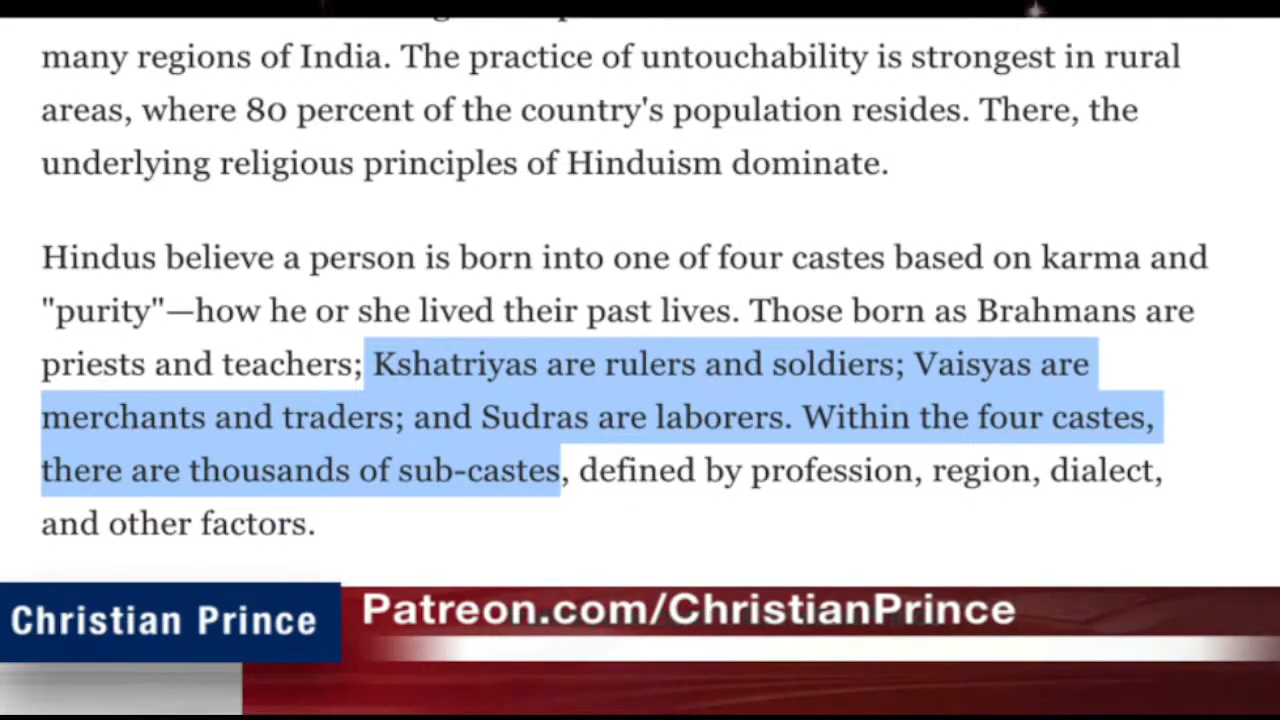 many regions of India. The practice of untouchability is strongest in rural
areas, where 80 percent of the country's population resides. There, the
underlying religious principles of Hinduism dominate.
Hindus believe a person is born into one of four castes based on karma and
"purity"—how he or she lived their past lives. Those born as Brahmans are
priests and teachers; Kshatriyas are rulers and soldiers; Vaisyas are
merchants and traders; and Sudras are laborers. Within the four castes,
there are thousands of sub-castes, defined by profession, region, dialect,
and other factors.
Christian Prince
Patreon.com/ChristianPrince